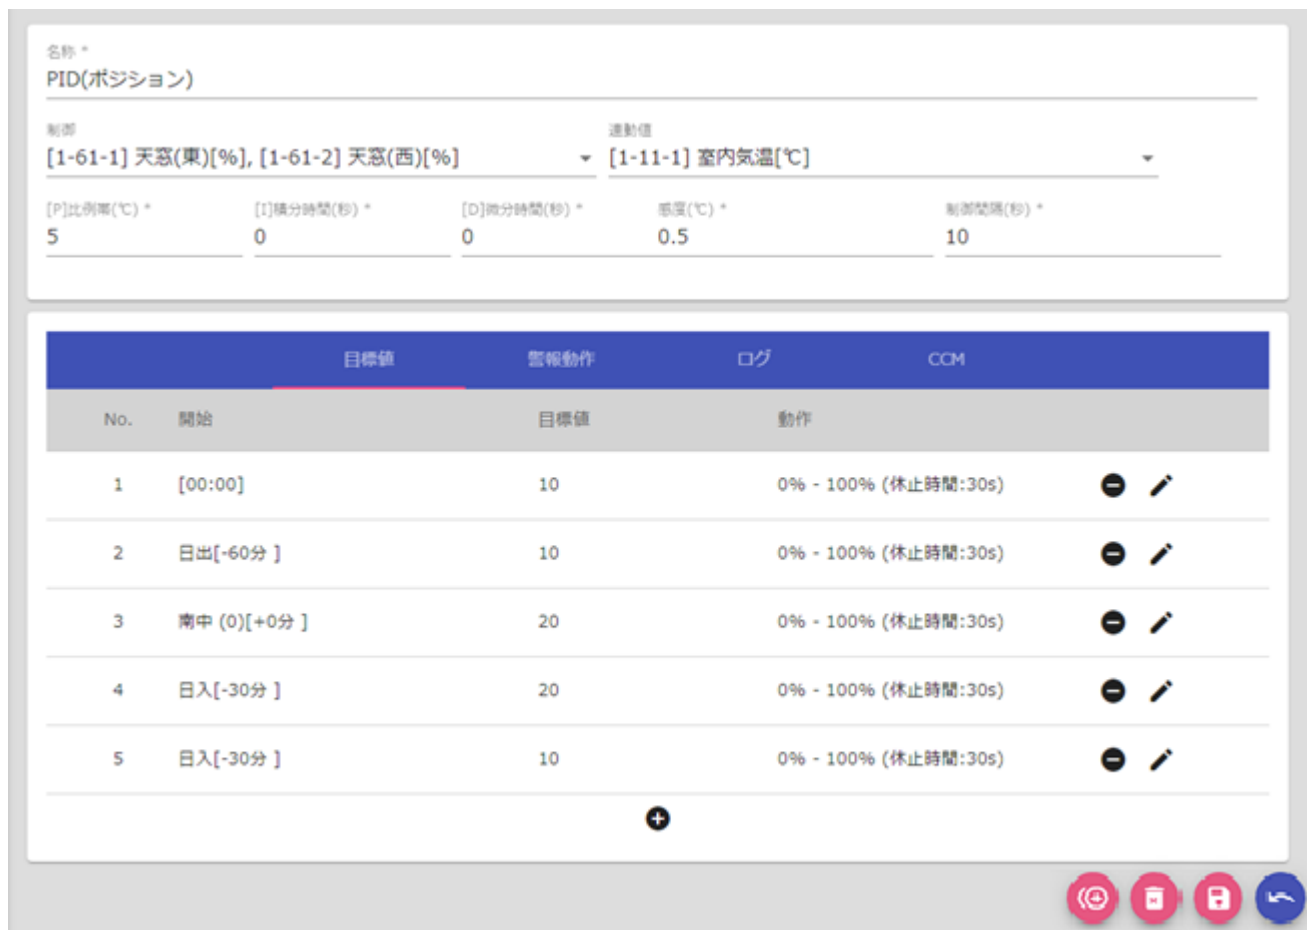 名称 *
PID(ポジション)
制御 連動値
[1-61-1] 天窓(東)[%], [1-61-2] 天窓(西)[%] [1-11-1] 室内気温[℃]
[P]比例帯(℃) * [I]積分時間(秒) * [D]微分時間(秒) * 感度(℃) * 制御間隔(秒) *
5 0 0 0.5 10
目標値 警報動作 ログ CCM
No. 開始 目標値 動作
1 [00:00] 10 0% - 100% (休止時間:30s)
2 日出[-60分 ] 10 0% - 100% (休止時間:30s)
3 南中 (0)[+0分 ] 20 0% - 100% (休止時間:30s)
4 日入[-30分 ] 20 0% - 100% (休止時間:30s)
5 日入[-30分 ] 10 0% - 100% (休止時間:30s)